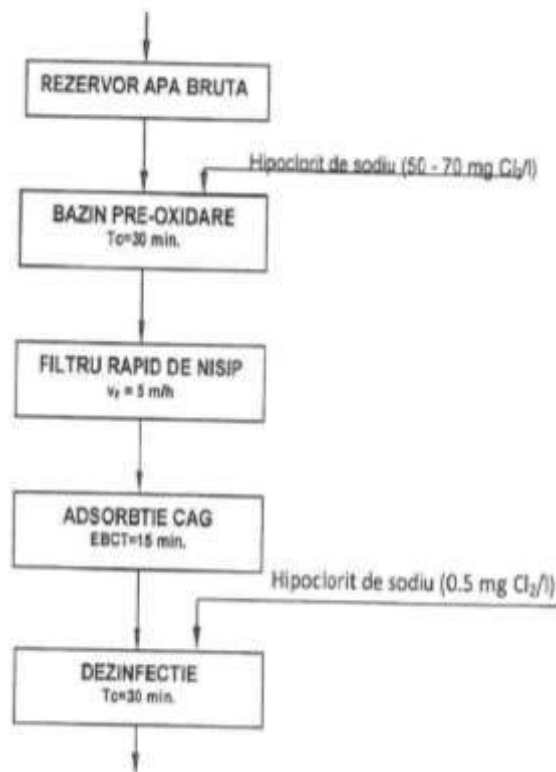 REZERVOR APA BRUTA
Hipoclorit de sodiu (50 - 70 mg Cl₂/l)
BAZIN PRE-OXIDARE
Tc=30 min.
FILTRU RAPID DE NISIP
vF = 5 m/h
ADSORBTIE CAG
EBCT=15 min.
Hipoclorit de sodiu (0.5 mg Cl₂/l)
DEZINFECTIE
Tc=30 min.